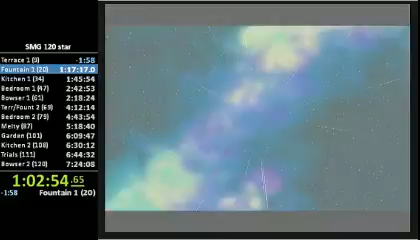 SMG 120 star
Terrace 1 (9) -1:58
Fountain 1 (20) 1:17:17.0
Kitchen 1 (34) 1:45:54
Bedroom 1 (47) 2:42:53
Bowser 1 (61) 2:18:24
Terr/Fount 2 (69) 4:12:14
Bedroom 2 (79) 4:43:54
Melty (87) 5:18:40
Garden (101) 6:09:47
Kitchen 2 (108) 6:30:12
Trials (111) 6:44:32
Bowser 2 (120) 7:24:08
1:02:54.65
-1:58 Fountain 1 (20)